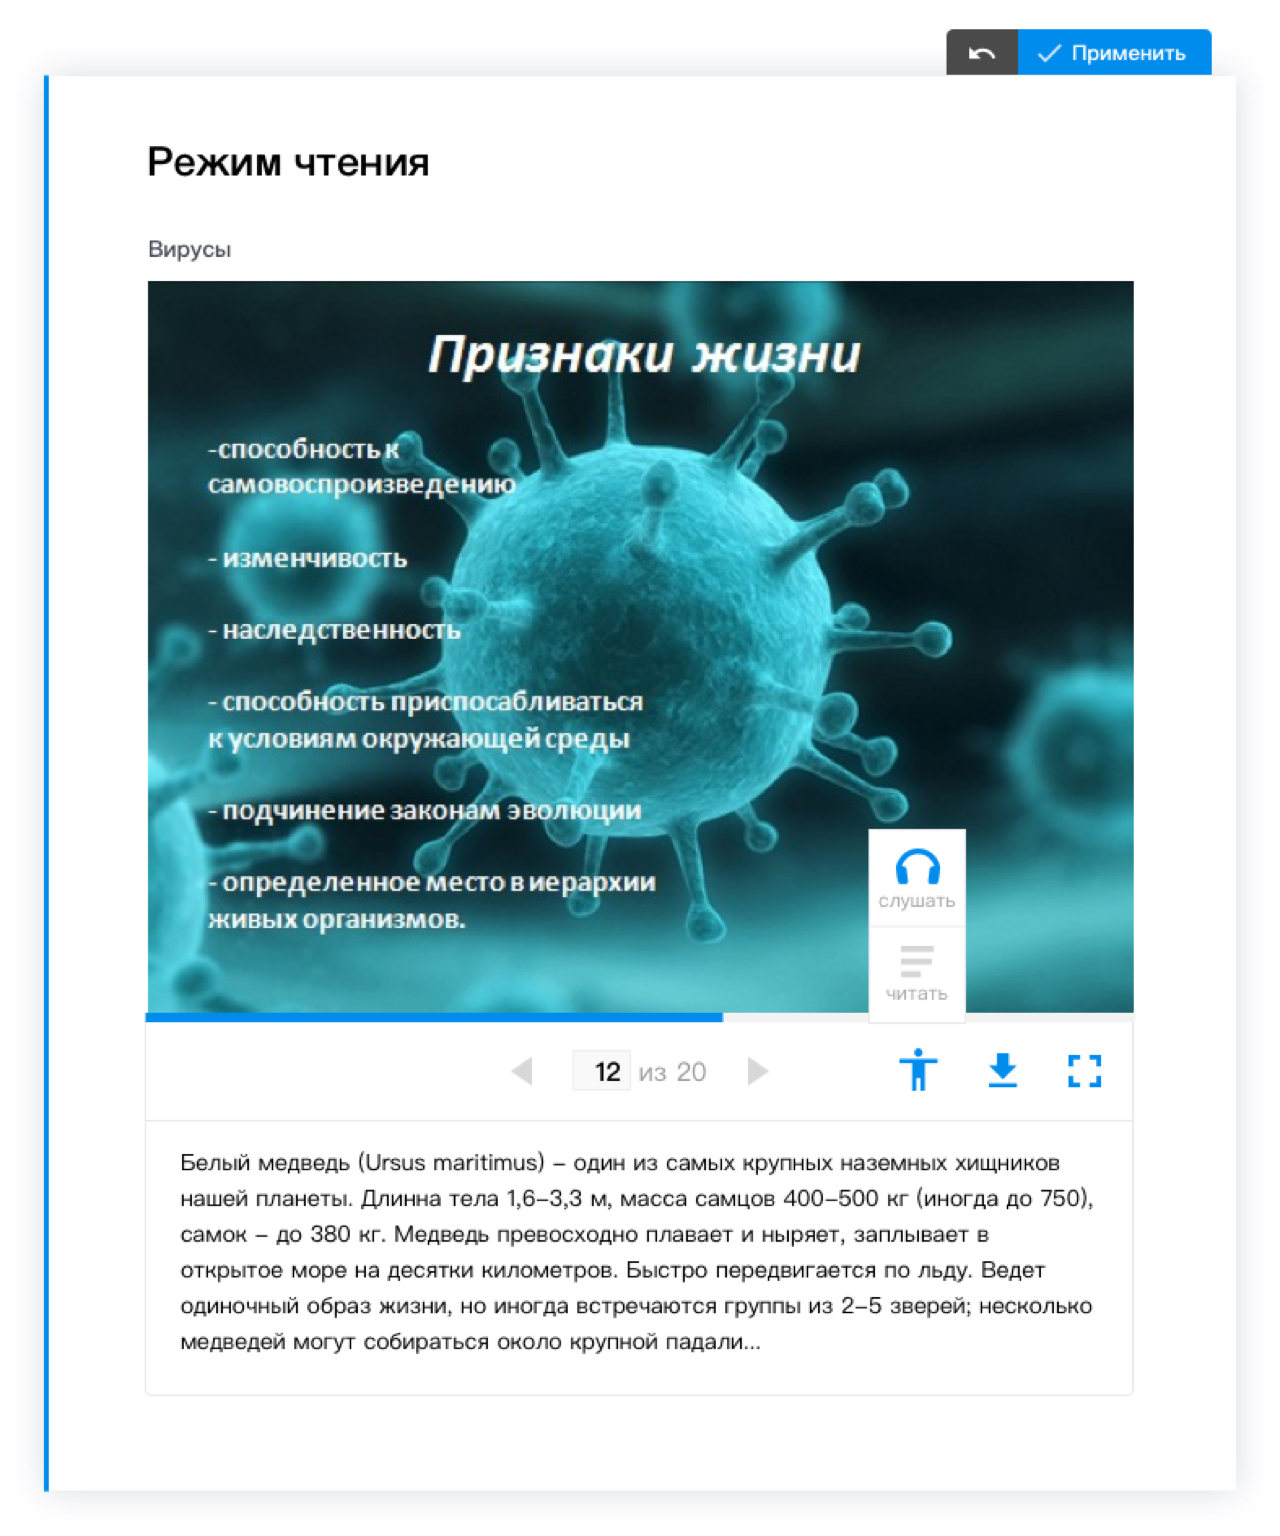 Применить
Режим чтения
Вирусы
Признаки жизни
-способность к
самовоспроизведению
- изменчивость
- наследственность
- способность приспосабливаться
к условиям окружающей среды
- подчинение законам эволюции
- определенное место в иерархии
живых организмов.
слушать
читать
12 из 20
Белый медведь (Ursus maritimus) – один из самых крупных наземных хищников
нашей планеты. Длинна тела 1,6–3,3 м, масса самцов 400–500 кг (иногда до 750),
самок – до 380 кг. Медведь превосходно плавает и ныряет, заплывает в
открытое море на десятки километров. Быстро передвигается по льду. Ведет
одиночный образ жизни, но иногда встречаются группы из 2–5 зверей; несколько
медведей могут собираться около крупной падали...